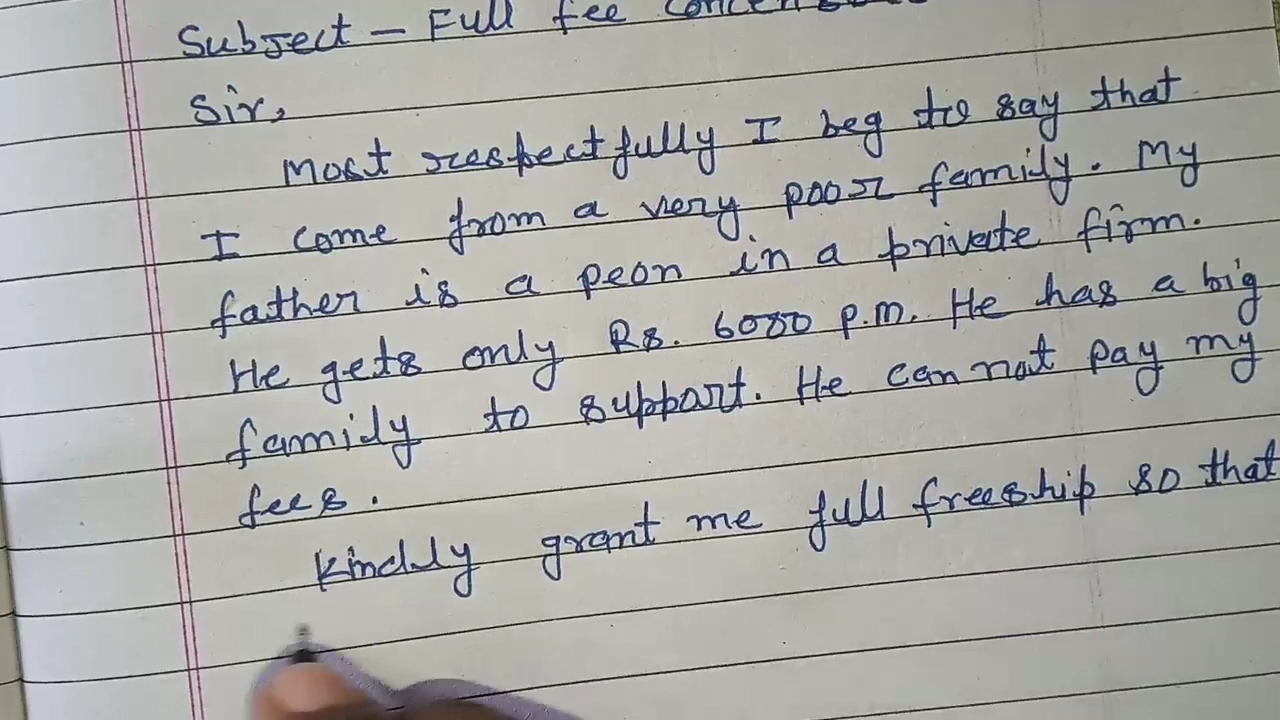 Subject - Full fee concession
Sir,
Most respectfully I beg to say that
I come from a very poor family. My
father is a peon in a private firm.
He gets only Rs. 6000 p.m. He has a big
family to support. He can not pay my
fees.
Kindly grant me full freeship so that